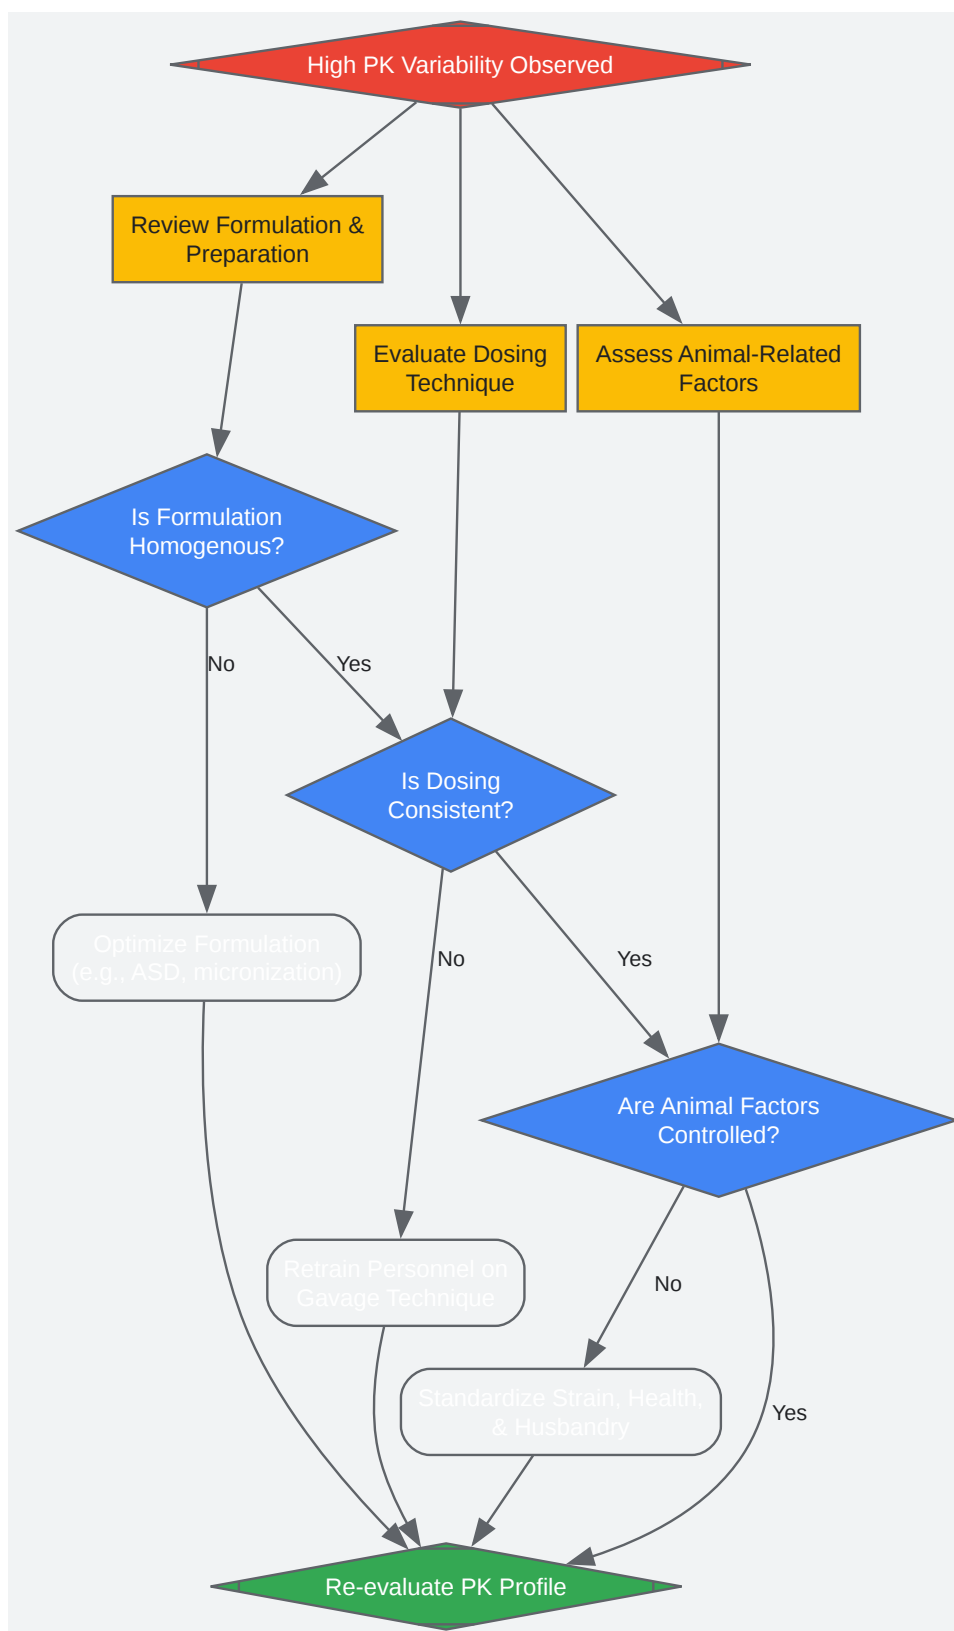 High PK Variability Observed
Review Formulation &
Preparation
Evaluate Dosing
Technique
Assess Animal-Related
Factors
Is Formulation
Homogenous?
No
Yes
Is Dosing
Consistent?
Optimize Formulation
(e.g., ASD, micronization)
No
Yes
Are Animal Factors
Controlled?
Retrain Personnel on
Gavage Technique
No
Standardize Strain, Health,
& Husbandry
Yes
Re-evaluate PK Profile